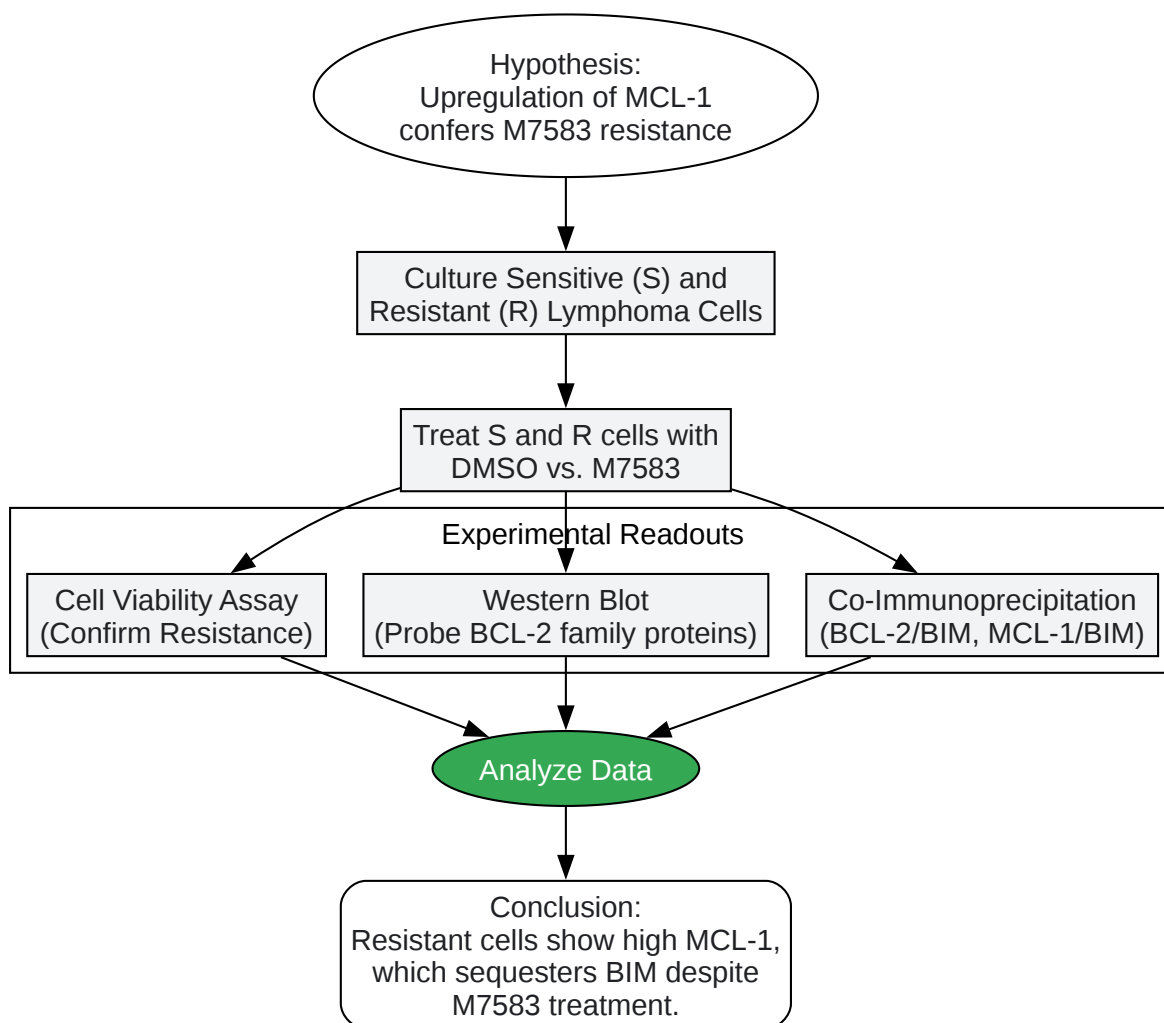 Hypothesis:
Upregulation of MCL-1
confers M7583 resistance
Culture Sensitive (S) and
Resistant (R) Lymphoma Cells
Treat S and R cells with
DMSO vs. M7583
Experimental Readouts
Cell Viability Assay
(Confirm Resistance)
Western Blot
(Probe BCL-2 family proteins)
Co-Immunoprecipitation
(BCL-2/BIM, MCL-1/BIM)
Analyze Data
Conclusion:
Resistant cells show high MCL-1,
which sequesters BIM despite
M7583 treatment.